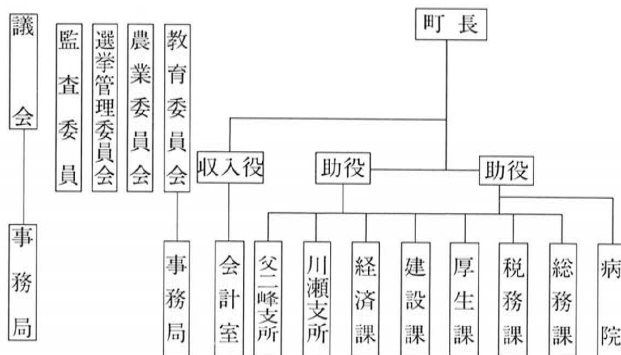 町長
収入役
助役
助役
議会
事務局
監査委員
選挙管理委員会
農業委員会
教育委員会
事務局
会計室
父二峰支所
川瀬支所
経済課
建設課
厚生課
税務課
総務課
病院